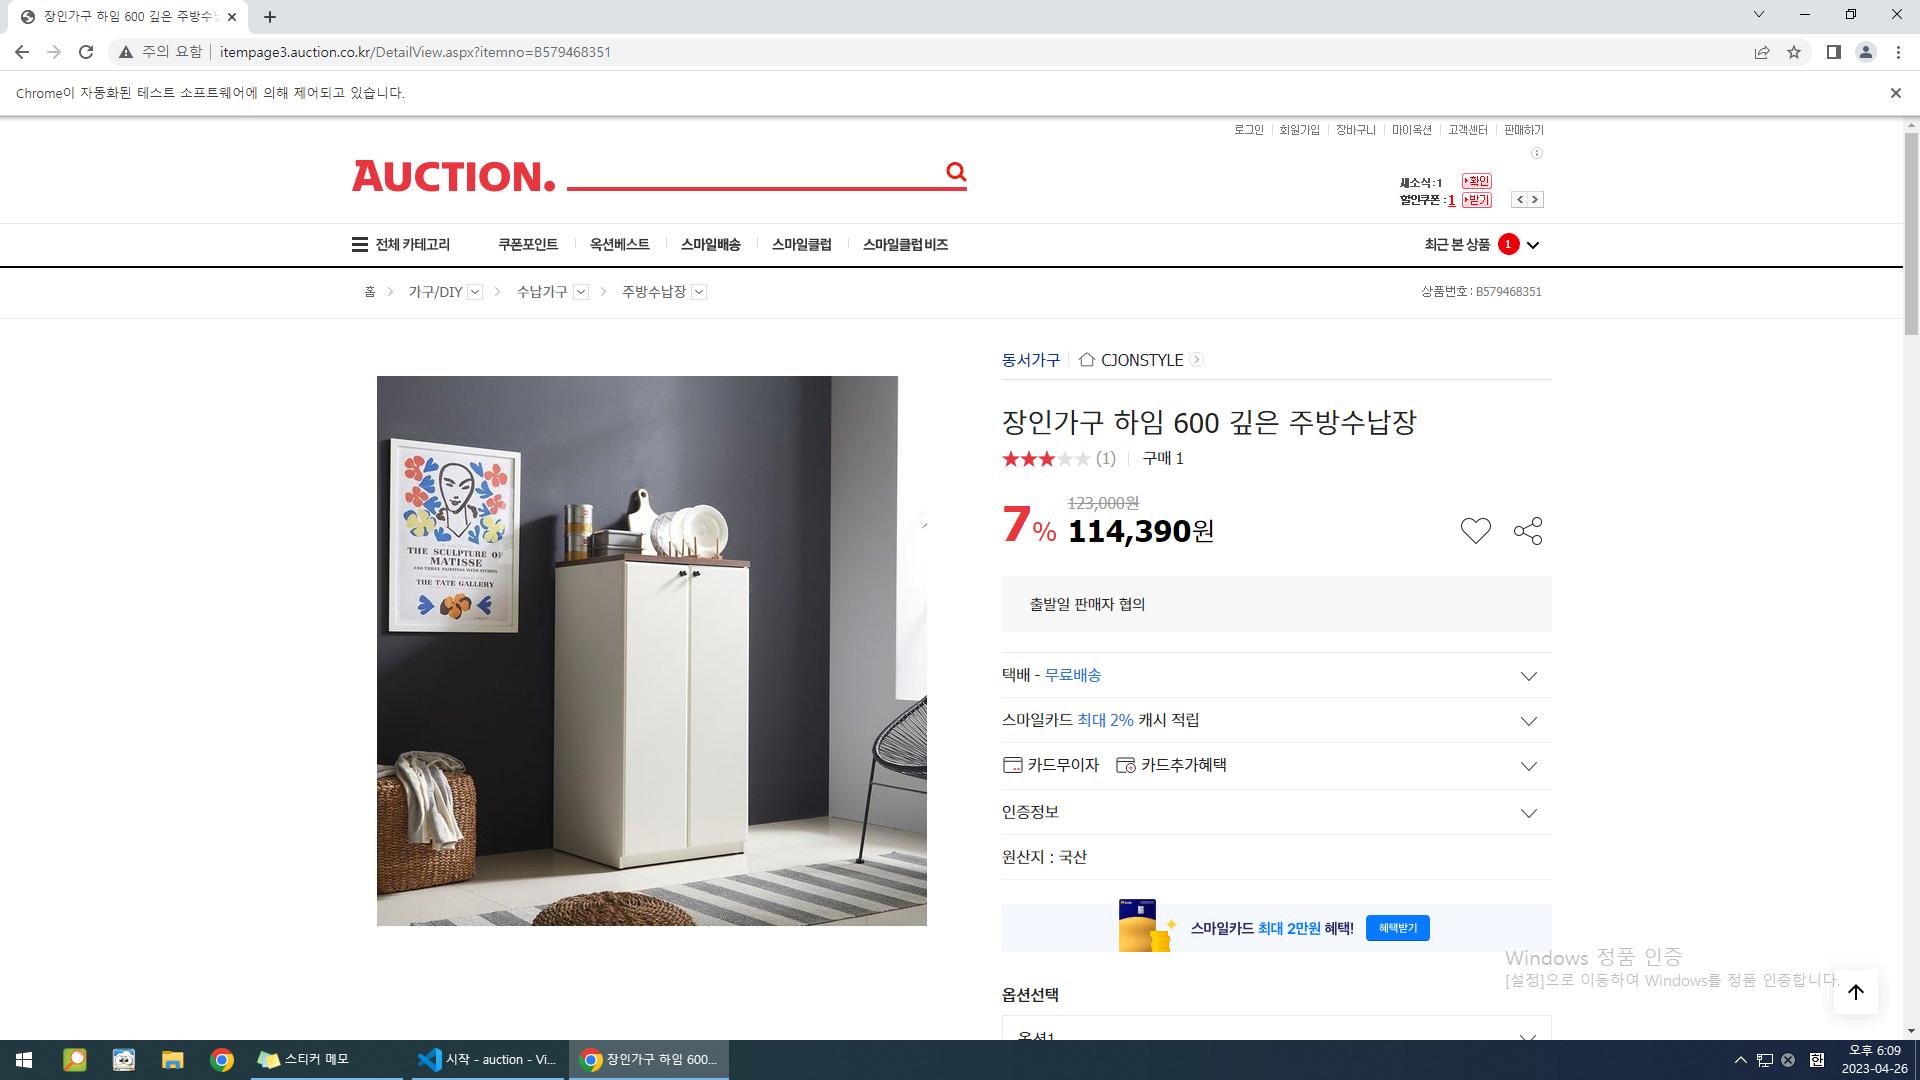 장인가구 하임 600 깊은 주방수납
주의 요함
itempage3.auction.co.kr/DetailView.aspx?itemno=B579468351
Chrome이 자동화된 테스트 소프트웨어에 의해 제어되고 있습니다.
로그인 회원가입 장바구니 마이옥션 고객센터 판매하기
AUCTION.
새소식 : 1 확인
할인쿠폰 : 1 받기
전체 카테고리 쿠폰포인트 옥션베스트 스마일배송 스마일클럽 스마일클럽 비즈 최근 본 상품 1
홈 > 가구/DIY > 수납가구 > 주방수납장 상품번호 : B579468351
동서가구 CJONSTYLE
장인가구 하임 600 깊은 주방수납장
(1) 구매 1
123,000원
7% 114,390원
출발일 판매자 협의
THE SCULPTURE OF
MATISSE
AND THREE PAINTINGS WITH STUDIES
THE TATE GALLERY
택배 - 무료배송
스마일카드 최대 2% 캐시 적립
카드무이자 카드추가혜택
인증정보
원산지 : 국산
스마일카드 최대 2만원 혜택! 혜택받기
Windows 정품 인증
[설정]으로 이동하여 Windows를 정품 인증합니다.
옵션선택
옵션1
스티커 메모
시작 - auction - Vi...
장인가구 하임 600...
한
오후 6:09
2023-04-26